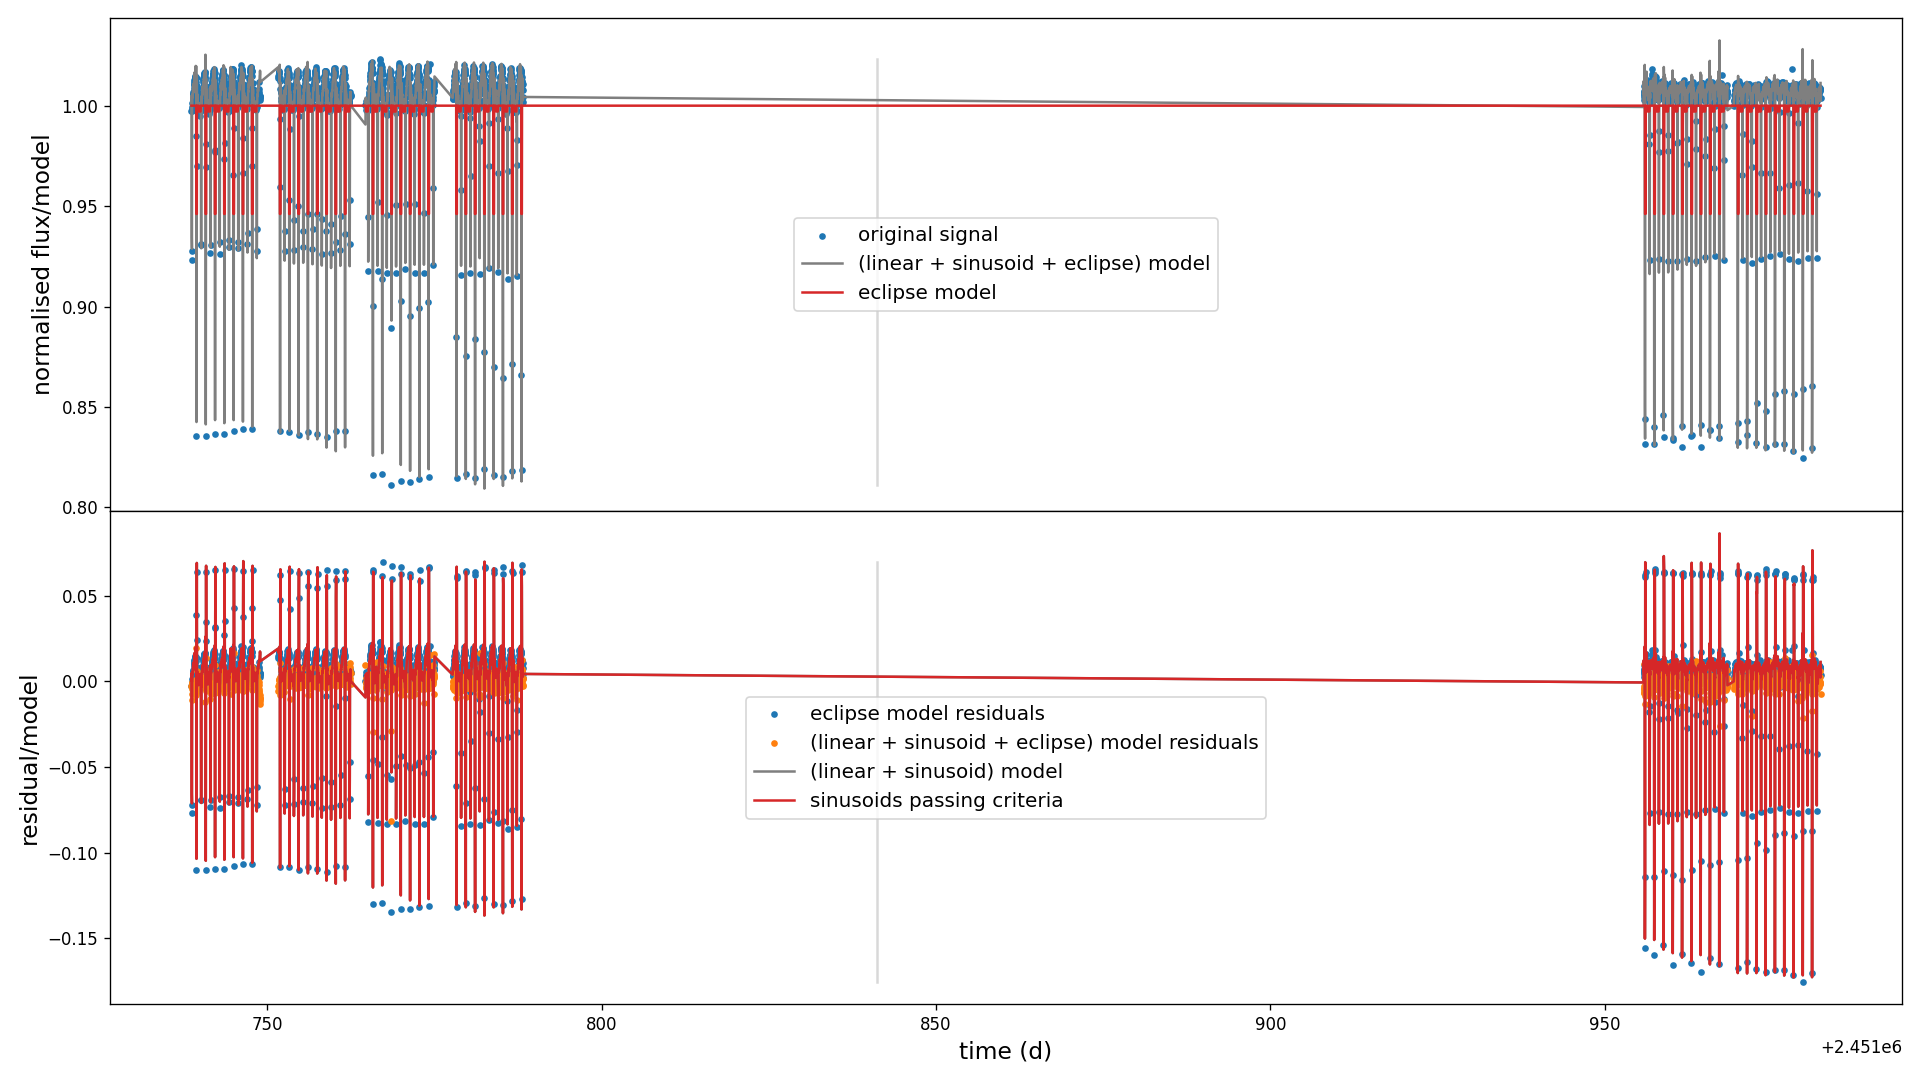 normalised flux/model
1.00
0.95
0.90
0.85
0.80
original signal
(linear + sinusoid + eclipse) model
eclipse model
residual/model
0.05
0.00
−0.05
−0.10
−0.15
eclipse model residuals
(linear + sinusoid + eclipse) model residuals
(linear + sinusoid) model
sinusoids passing criteria
750 800 850 900 950
time (d)
+2.451e6